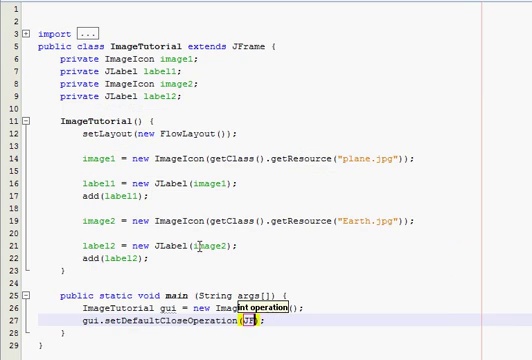 1
2
3 import ...
5 public class ImageTutorial extends JFrame {
6 private ImageIcon image1;
7 private JLabel label1;
8 private ImageIcon image2;
9 private JLabel label2;
10
11 ImageTutorial() {
12 setLayout(new FlowLayout());
13
14 image1 = new ImageIcon(getClass().getResource("plane.jpg"));
15
16 label1 = new JLabel(image1);
17 add(label1);
18
19 image2 = new ImageIcon(getClass().getResource("Earth.jpg"));
20
21 label2 = new JLabel(image2);
22 add(label2);
23 }
24
25 public static void main (String args[]) {
26 ImageTutorial gui = new Imag int operation ();
27 gui.setDefaultCloseOperation(JF);
28 }
29 }